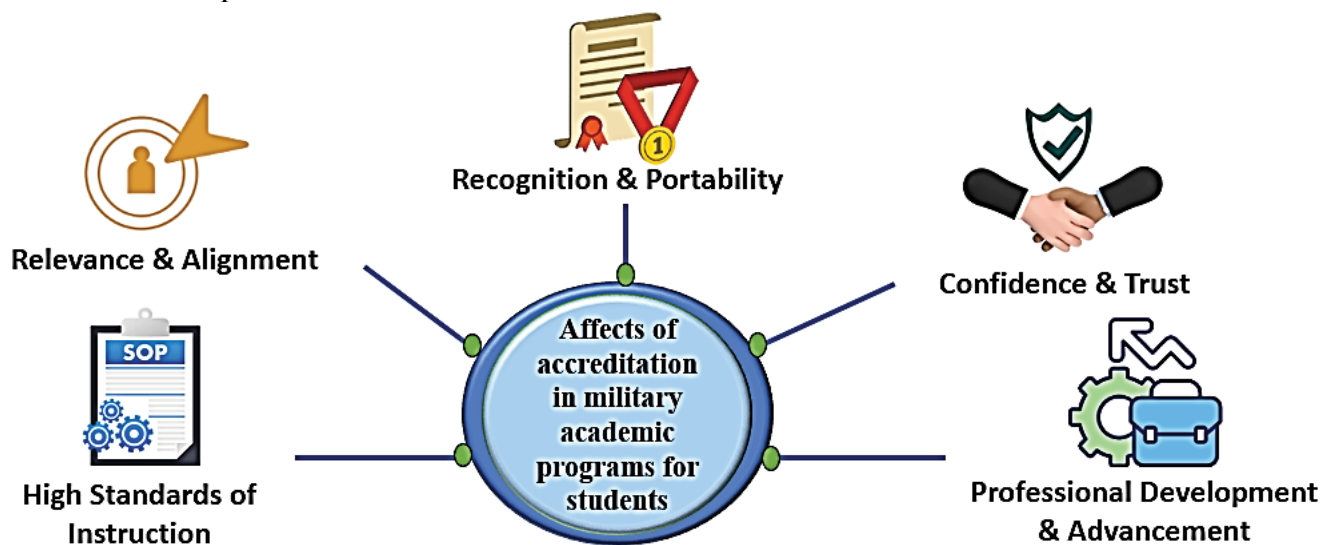 1
Recognition & Portability
Relevance & Alignment
Confidence & Trust
SOP
High Standards of
Instruction
Affects of
accreditation
in military
academic
programs for
students
Professional Development
& Advancement